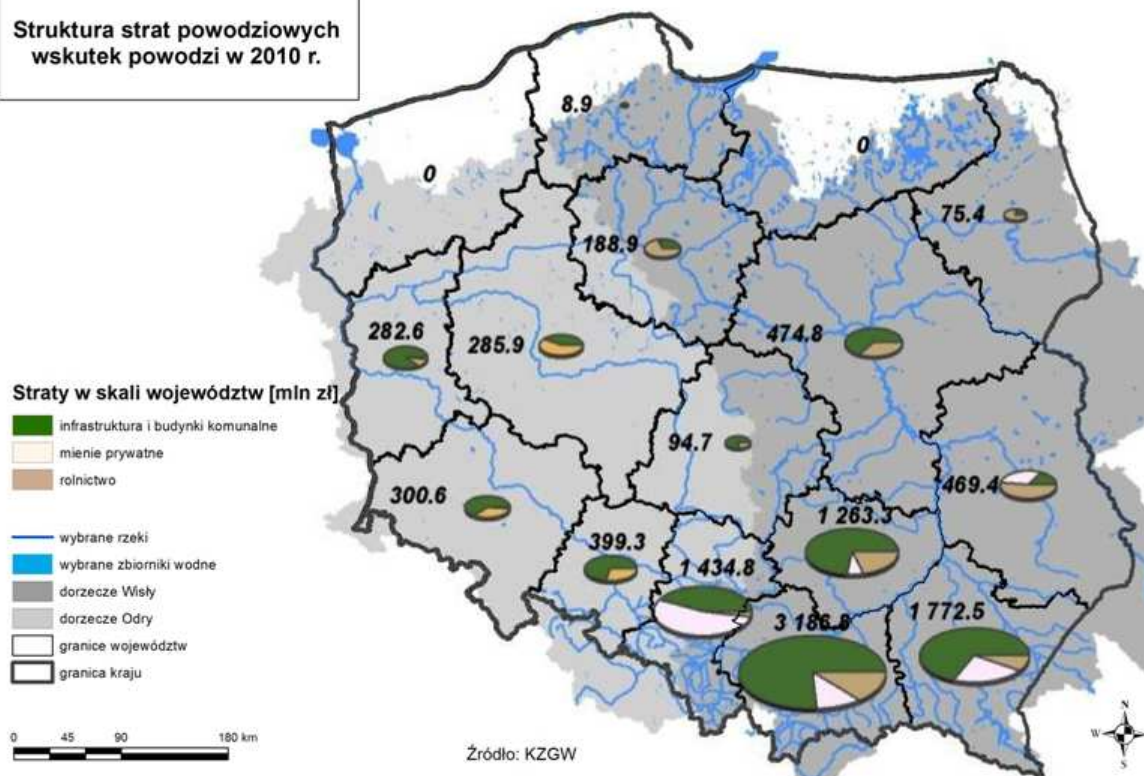 Struktura strat powodziowych
wskutek powodzi w 2010 r.
8.9
0
0
75.4
188.9
282.6
285.9
474.8
Straty w skali województw [mln zł]
infrastruktura i budynki komunalne
mienie prywatne
rolnictwo
94.7
469.4
300.6
1 263.3
399.3
1 434.8
1 772.5
3 186.8
wybrane rzeki
wybrane zbiorniki wodne
dorzecze Wisły
dorzecze Odry
granice województw
granica kraju
0 45 90 180 km
Źródło: KZGW
N
W
S